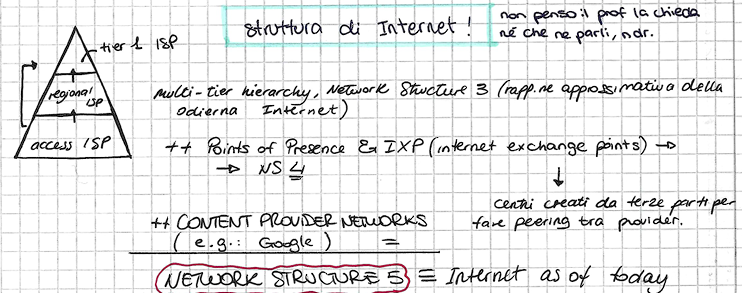 struttura di Internet !
non penso il prof la chieda
né che ne parli, ndr.
tier 1 ISP
regional
ISP
access ISP
multi-tier hierarchy, Network Structure 3 (rapp.ne approssimativa della
odierna Internet)
++ Points of Presence & IXP (internet exchange points) →
→ NS 4
↓
centri creati da terze parti per
fare peering tra provider.
++ CONTENT PROVIDER NETWORKS
(e.g.: Google) =
NETWORK STRUCTURE 5 ≡ Internet as of today